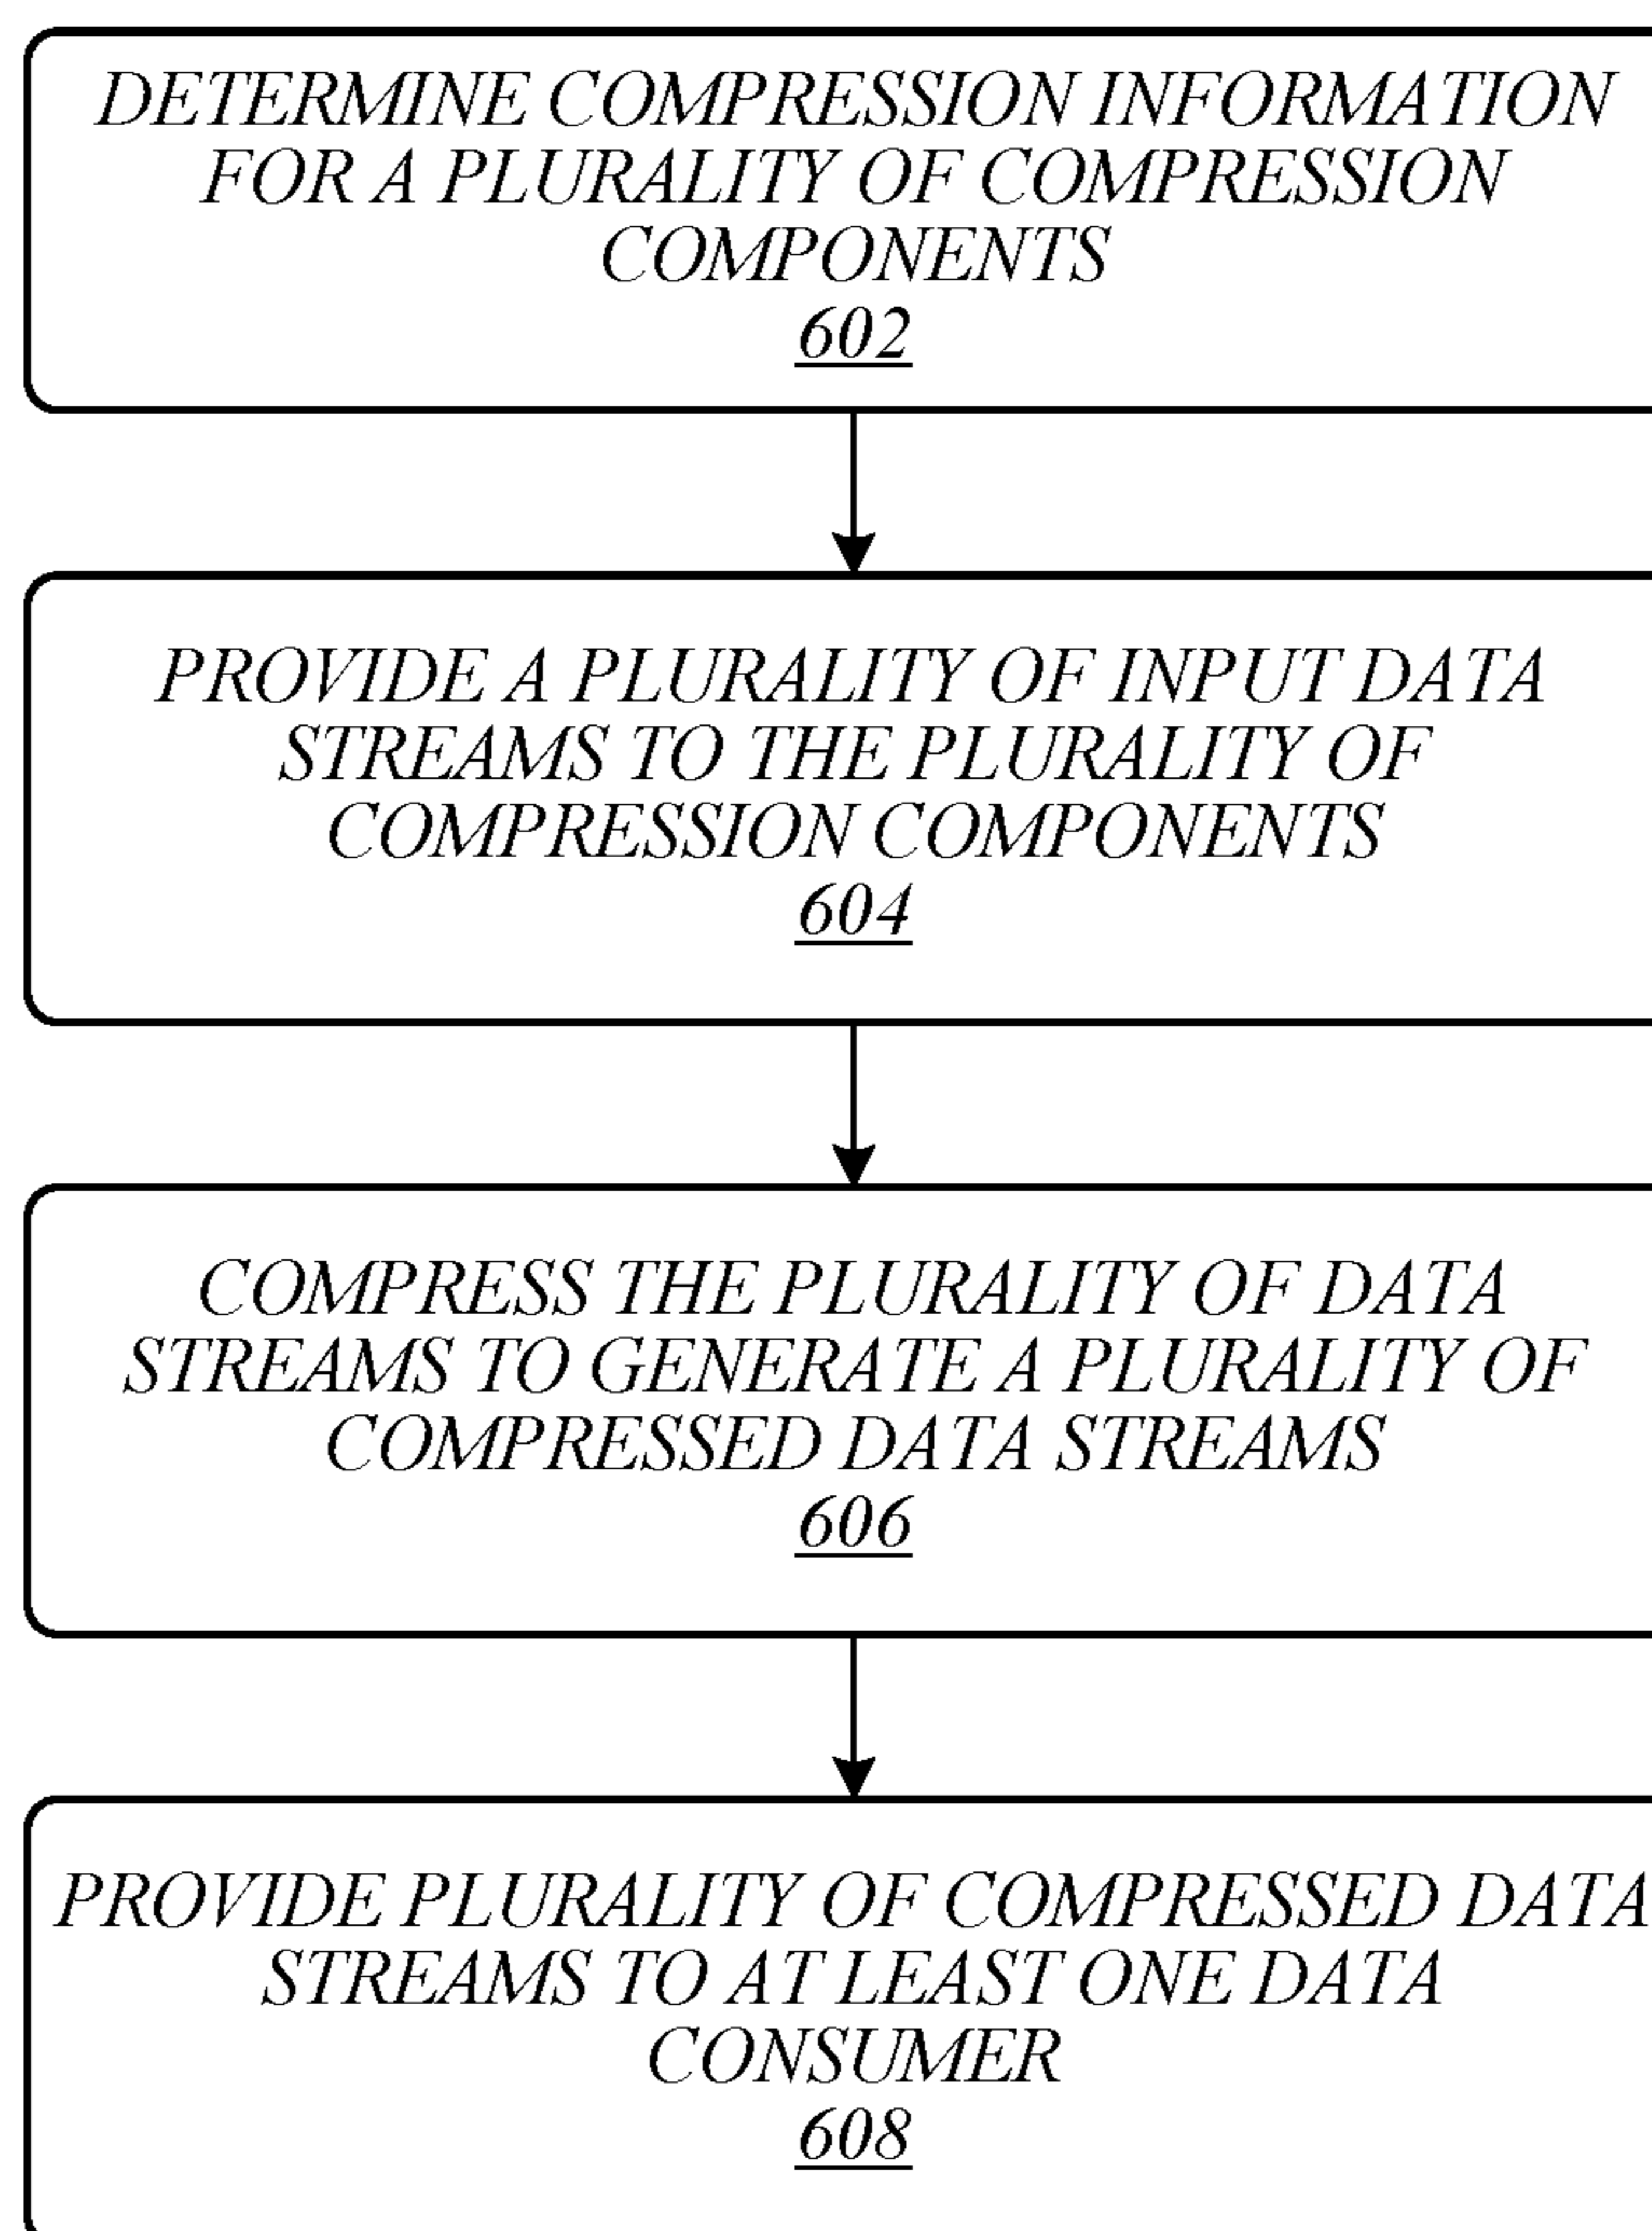 DETERMINE COMPRESSION INFORMATION
FOR A PLURALITY OF COMPRESSION
COMPONENTS
602
PROVIDE A PLURALITY OF INPUT DATA
STREAMS TO THE PLURALITY OF
COMPRESSION COMPONENTS
604
COMPRESS THE PLURALITY OF DATA
STREAMS TO GENERATE A PLURALITY OF
COMPRESSED DATA STREAMS
606
PROVIDE PLURALITY OF COMPRESSED DATA
STREAMS TO AT LEAST ONE DATA
CONSUMER
608